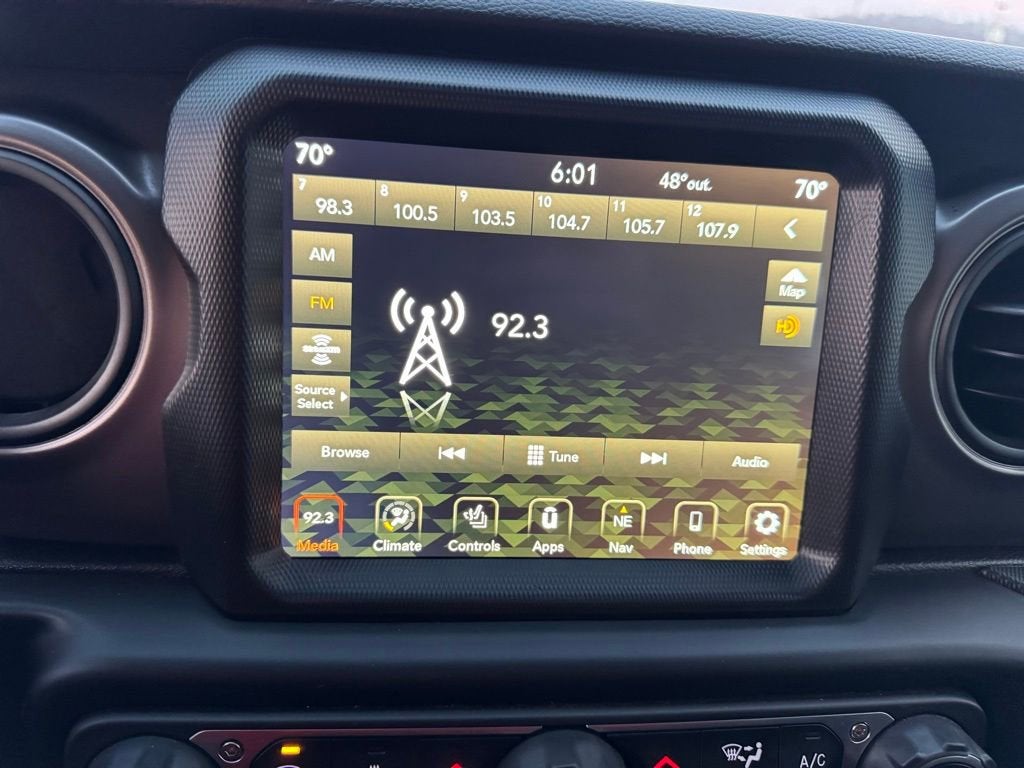 70° 6:01 48°out. 70°
7 8 9 10 11 12
98.3 100.5 103.5 104.7 105.7 107.9
AM
Map
FM
HD
92.3
SiriusXM
Source
Select
Browse Tune Audio
92.3 NE
Media Climate Controls Apps Nav Phone Settings
A/C